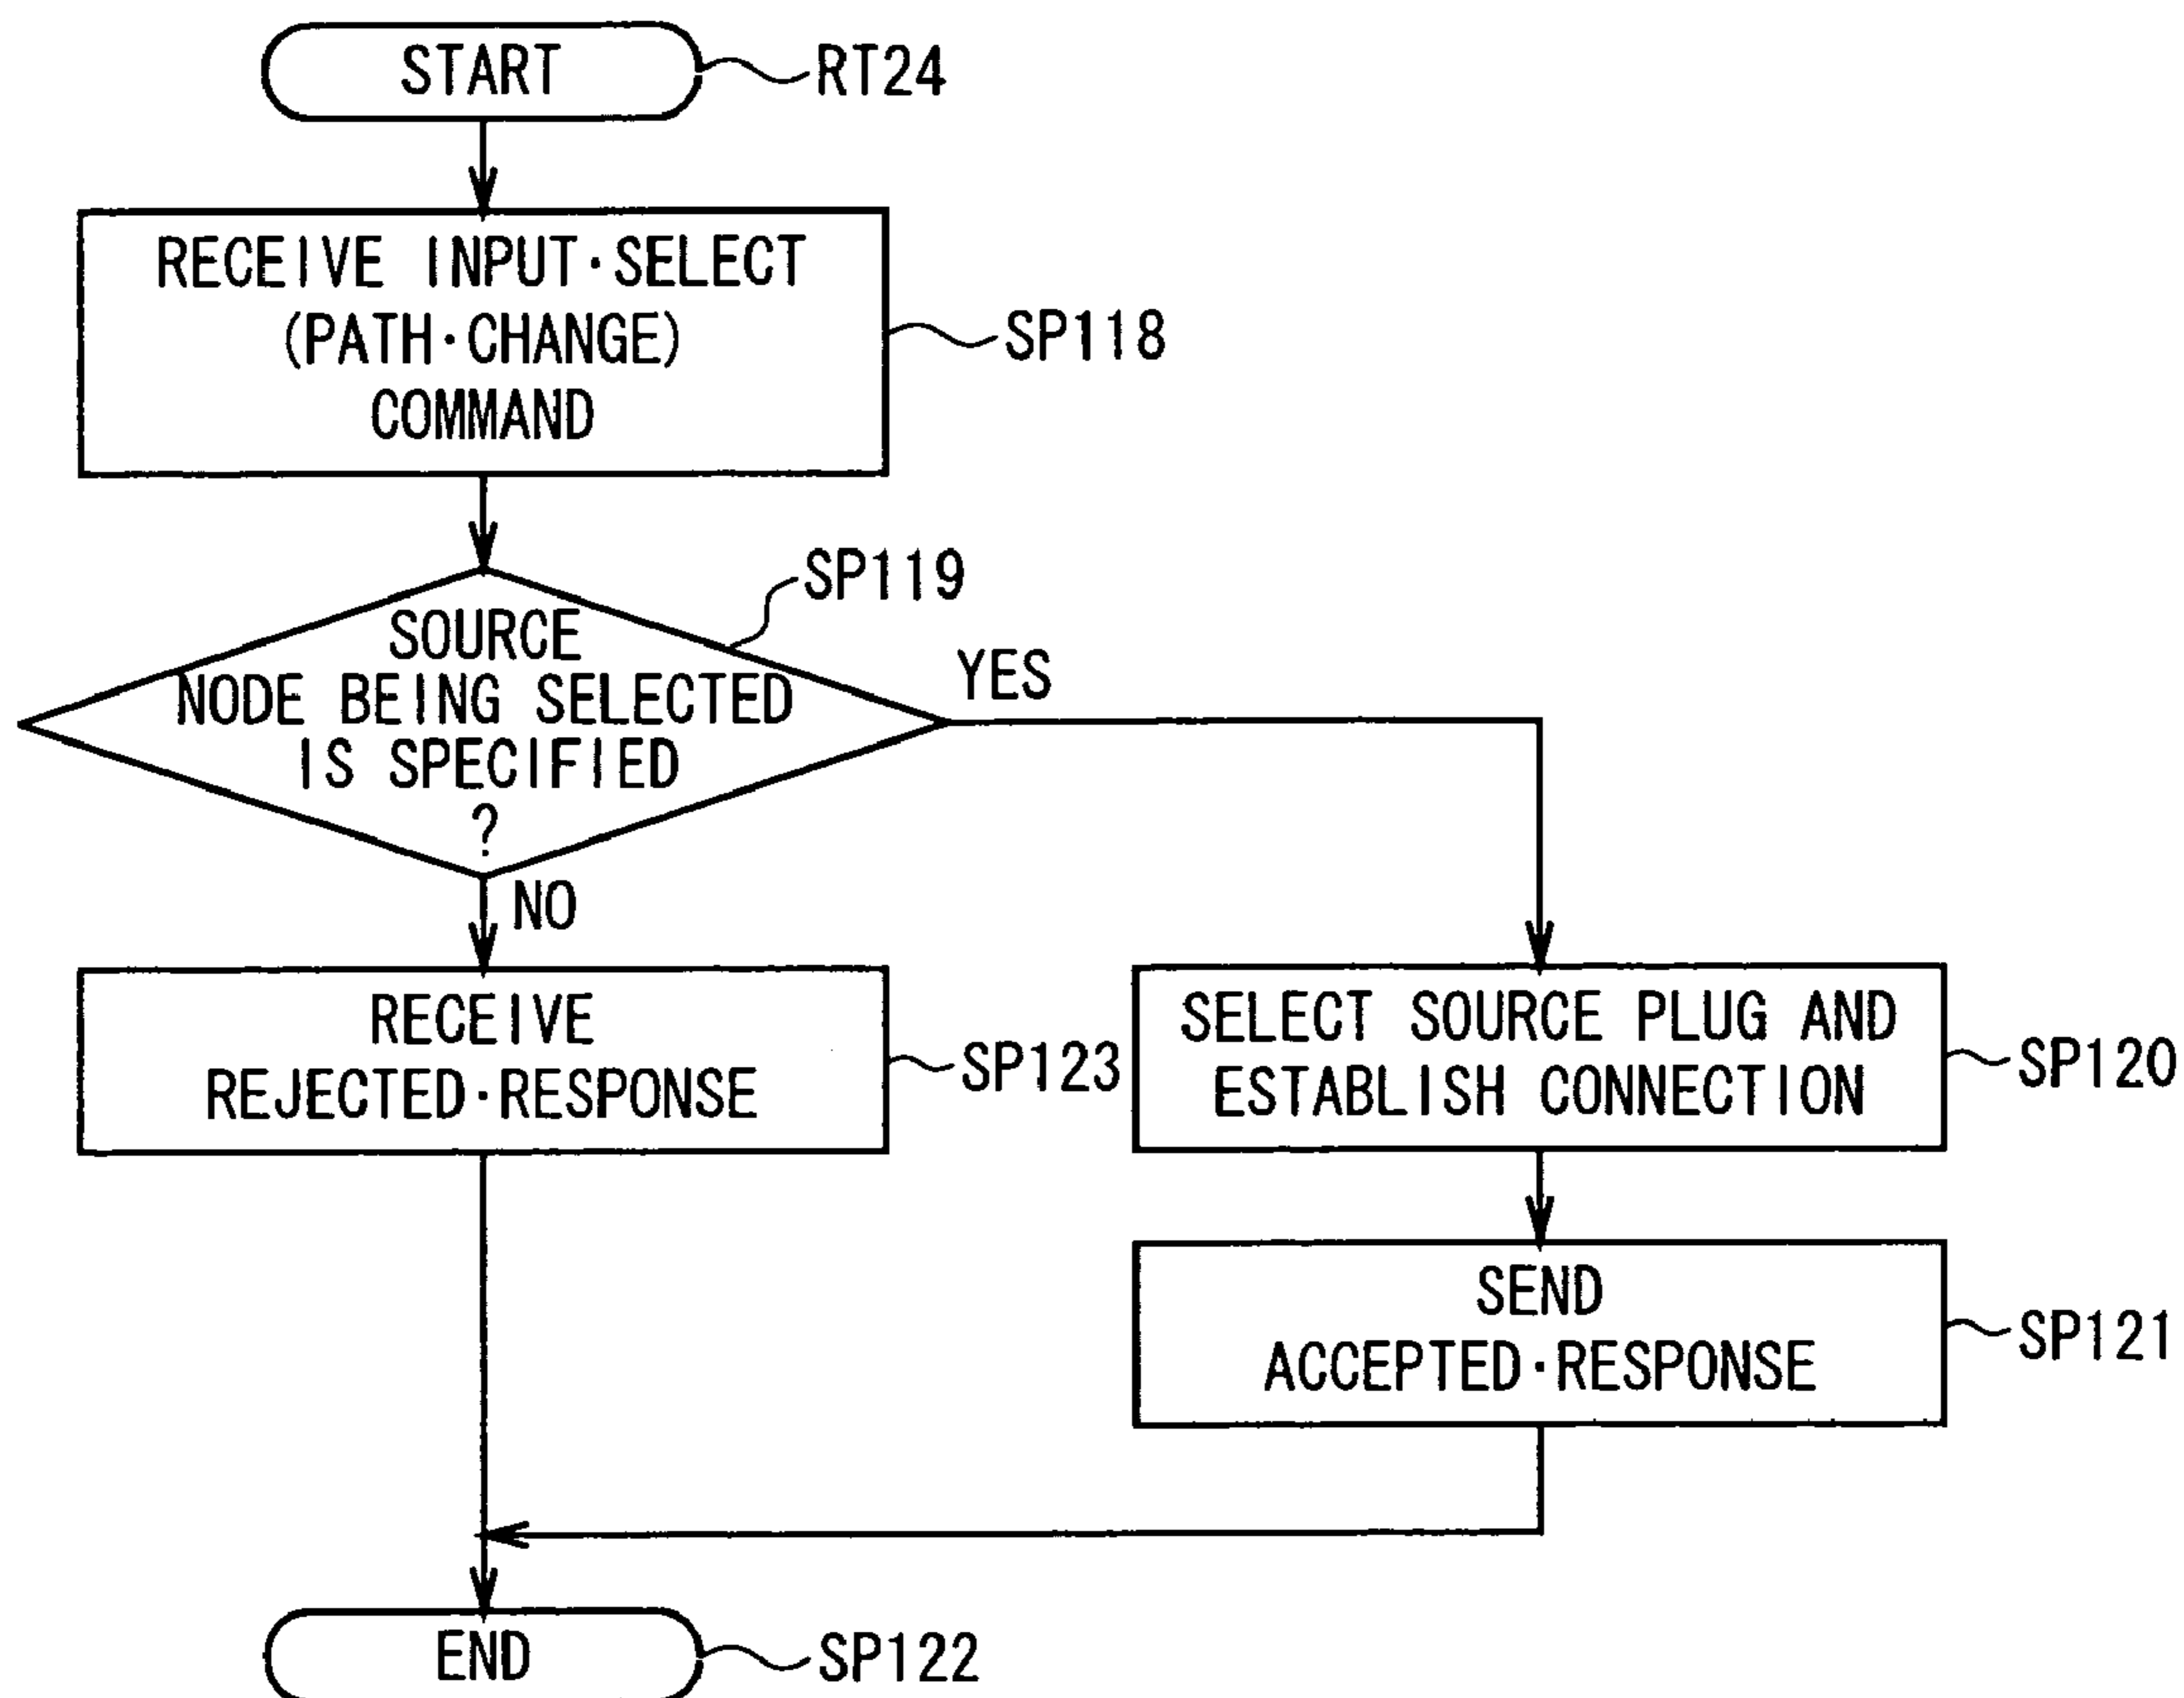 START
RT24
RECEIVE INPUT·SELECT
(PATH·CHANGE)
COMMAND
SP118
SP119
SOURCE
NODE BEING SELECTED
IS SPECIFIED
?
YES
NO
RECEIVE
REJECTED·RESPONSE
SP123
SELECT SOURCE PLUG AND
ESTABLISH CONNECTION
SP120
SEND
ACCEPTED·RESPONSE
SP121
END
SP122